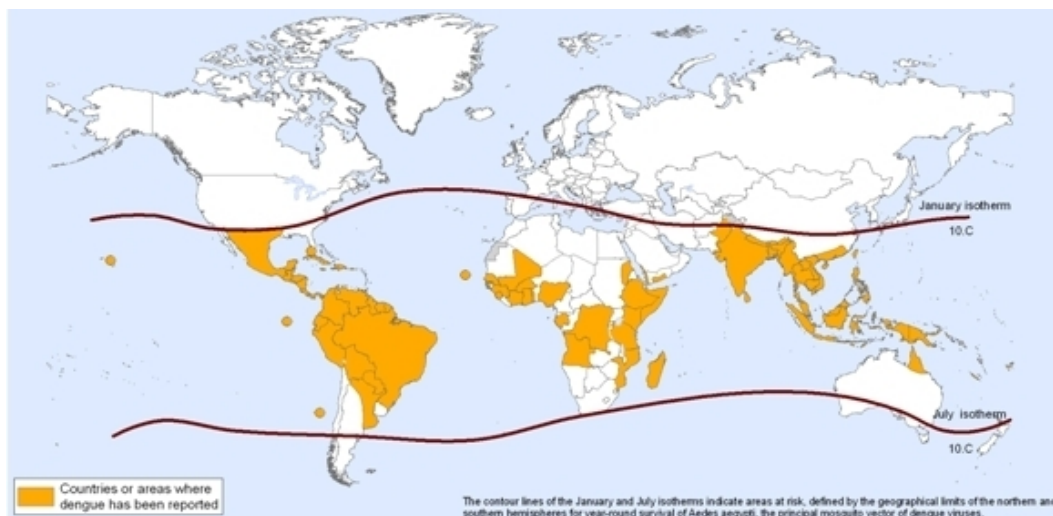 January isotherm
10.C
July isotherm
10.C
Countries or areas where
dengue has been reported
The contour lines of the January and July isotherms indicate areas at risk, defined by the geographical limits of the northern and
southern hemispheres for year-round survival of Aedes aegypti, the principal mosquito vector of dengue viruses.